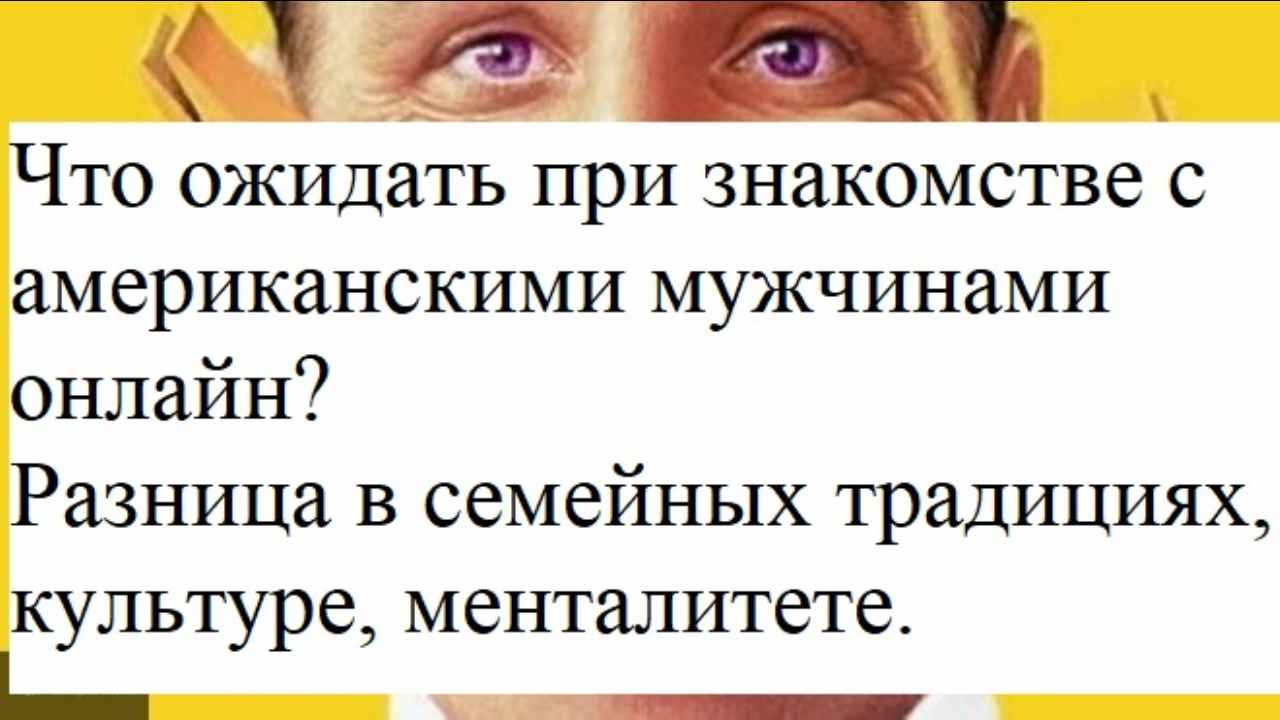 Что ожидать при знакомстве с
американскими мужчинами
онлайн?
Разница в семейных традициях,
культуре, менталитете.